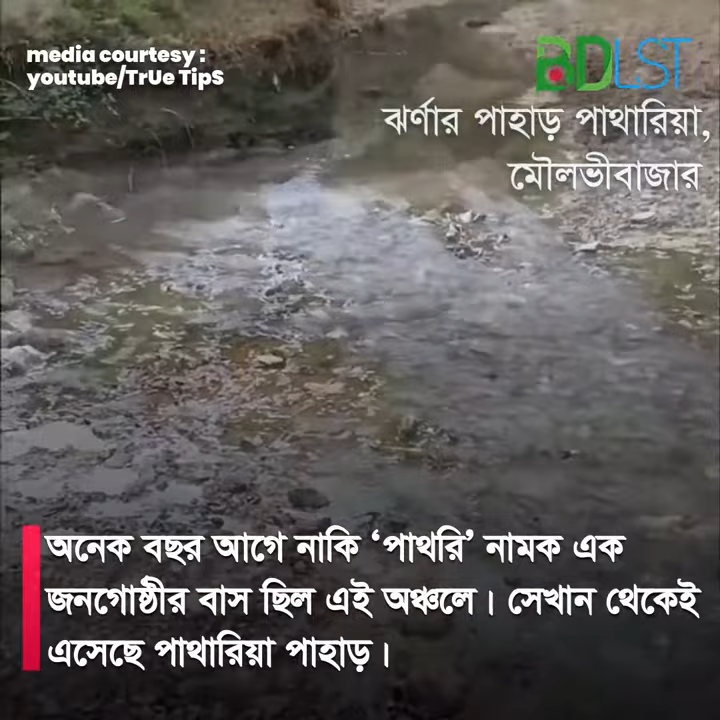 media courtesy :
youtube/TrUe TipS
BDLST
ঝর্ণার পাহাড় পাথারিয়া,
মৌলভীবাজার
অনেক বছর আগে নাকি ‘পাথরি’ নামক এক
জনগোষ্ঠীর বাস ছিল এই অঞ্চলে। সেখান থেকেই
এসেছে পাথারিয়া পাহাড়।